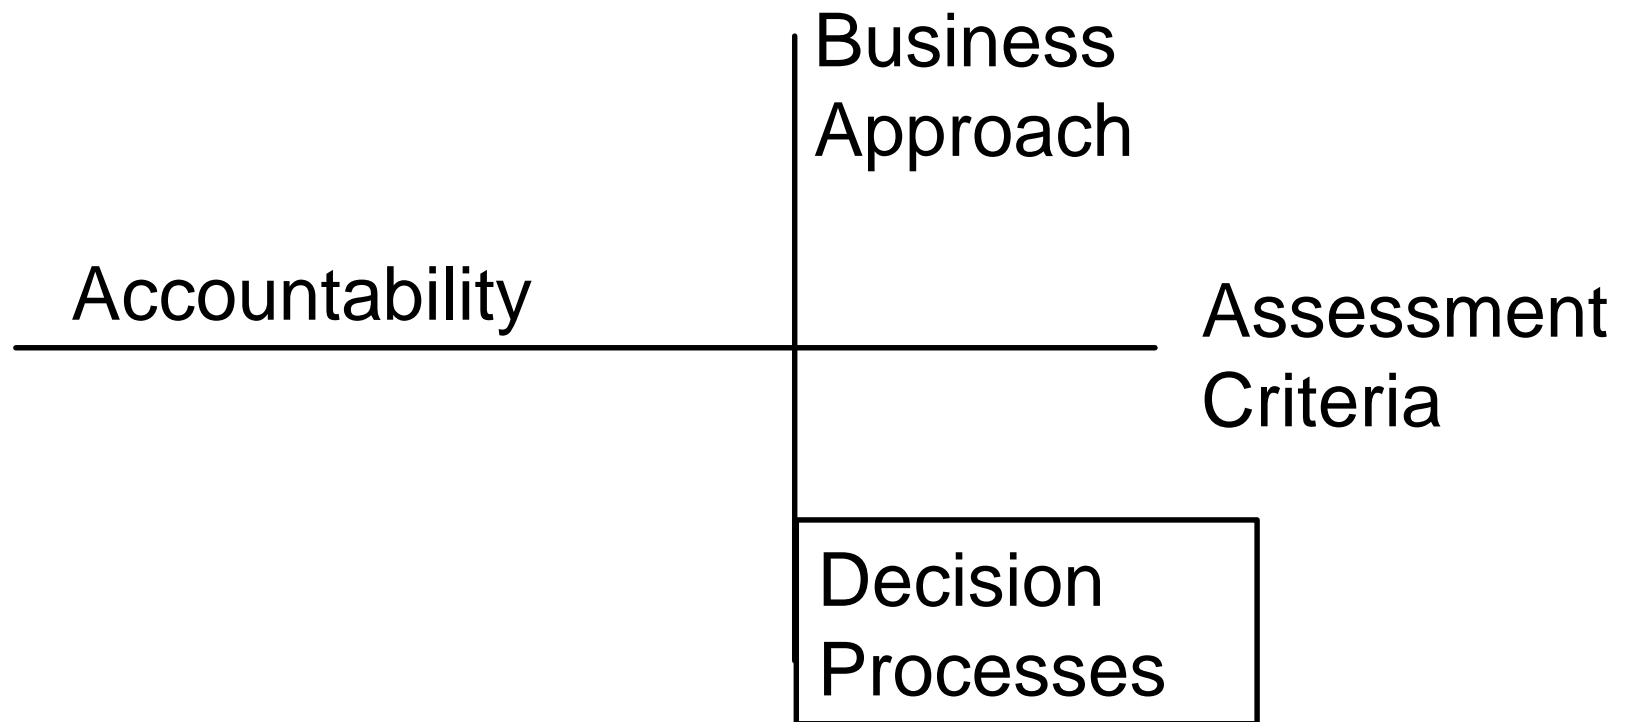 Business
Approach
Accountability
Assessment
Criteria
Decision
Processes